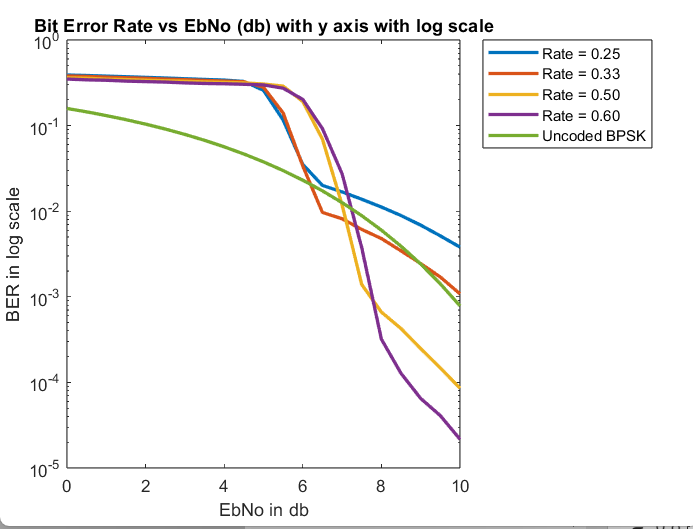 Bit Error Rate vs EbNo (db) with y axis with log scale
10^0
10^-1
10^-2
10^-3
10^-4
10^-5
BER in log scale
0 2 4 6 8 10
EbNo in db
Rate = 0.25
Rate = 0.33
Rate = 0.50
Rate = 0.60
Uncoded BPSK